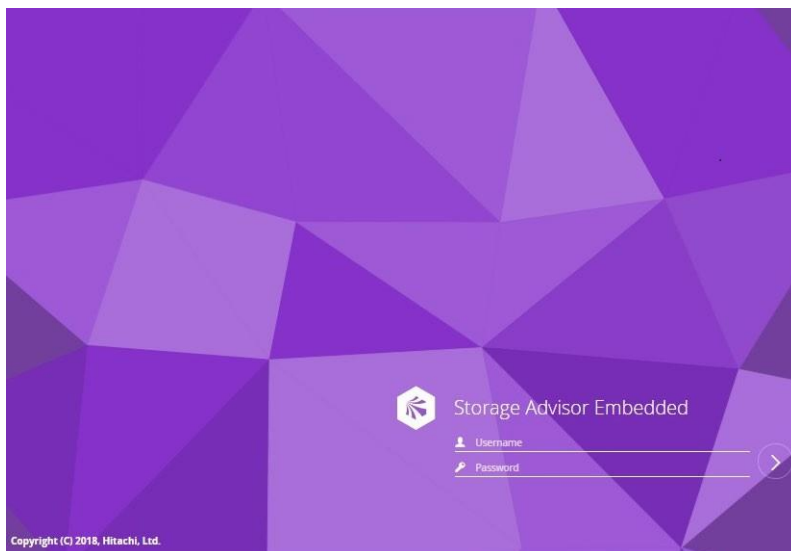 Storage Advisor Embedded
Username
Password
Copyright (C) 2018, Hitachi, Ltd.